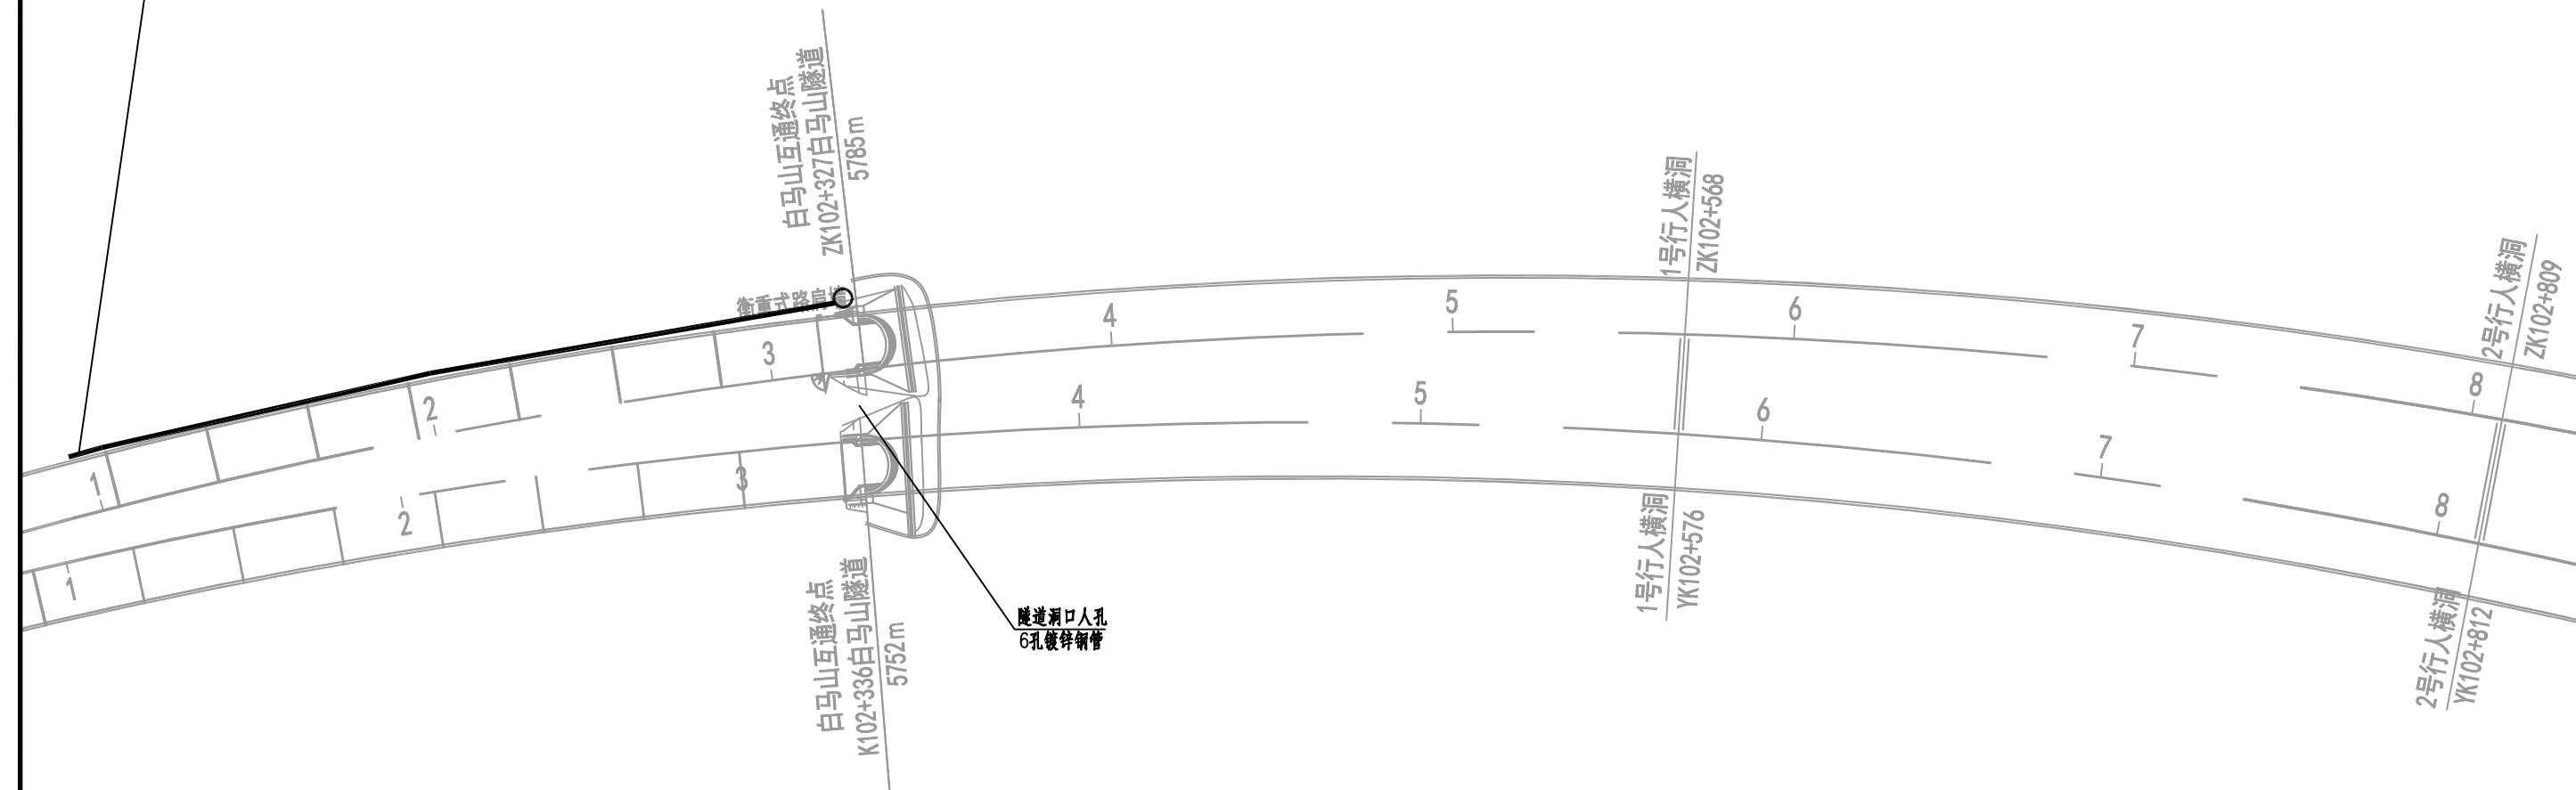 白马山互通终点
ZK102+327白马山隧道
5785m
衡重式路肩墙
1号行人横洞
ZK102+568
2号行人横洞
ZK102+809
1
2
3
4
5
6
7
8
1
2
3
4
5
6
7
8
隧道洞口人孔
6孔镀锌钢管
白马山互通终点
K102+336白马山隧道
5752m
1号行人横洞
YK102+576
2号行人横洞
YK102+812